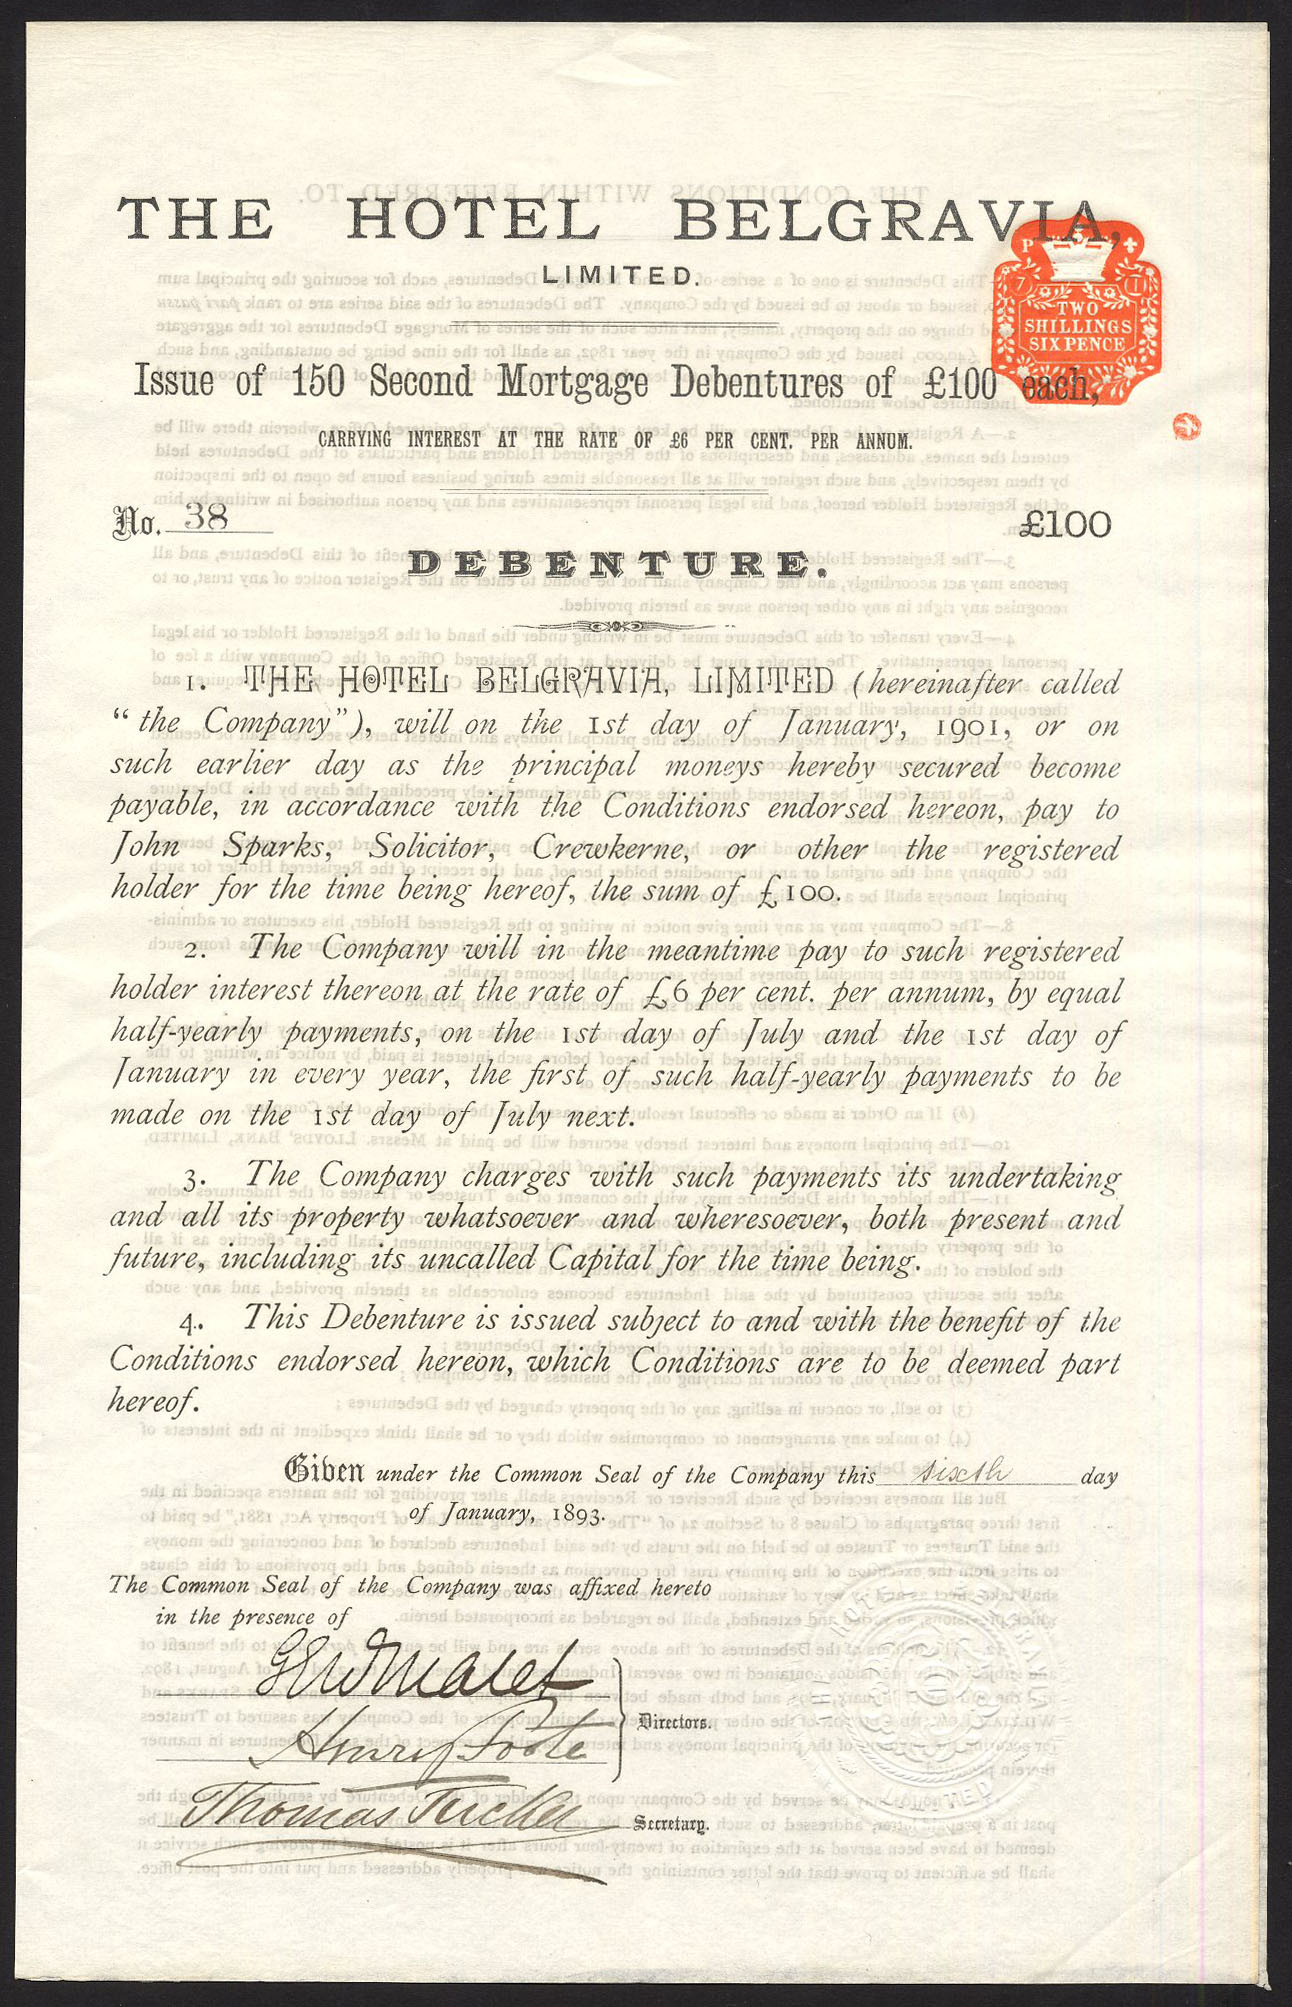 THE HOTEL BELGRAVIA,
LIMITED.
P
7 1
TWO
SHILLINGS
SIX PENCE
Issue of 150 Second Mortgage Debentures of £100 each,
CARRYING INTEREST AT THE RATE OF £6 PER CENT. PER ANNUM.
No. 38 £100
DEBENTURE.
1. THE HOTEL BELGRAVIA, LIMITED (hereinafter called
“the Company”), will on the 1st day of January, 1901, or on
such earlier day as the principal moneys hereby secured become
payable, in accordance with the Conditions endorsed hereon, pay to
John Sparks, Solicitor, Crewkerne, or other the registered
holder for the time being hereof, the sum of £100.
2. The Company will in the meantime pay to such registered
holder interest thereon at the rate of £6 per cent. per annum, by equal
half-yearly payments, on the 1st day of July and the 1st day of
January in every year, the first of such half-yearly payments to be
made on the 1st day of July next.
3. The Company charges with such payments its undertaking
and all its property whatsoever and wheresoever, both present and
future, including its uncalled Capital for the time being.
4. This Debenture is issued subject to and with the benefit of the
Conditions endorsed hereon, which Conditions are to be deemed part
hereof.
Given under the Common Seal of the Company this sixth day
of January, 1893.
The Common Seal of the Company was affixed hereto
in the presence of
Henry Poole
Directors.
Thomas Tucker
Secretary.